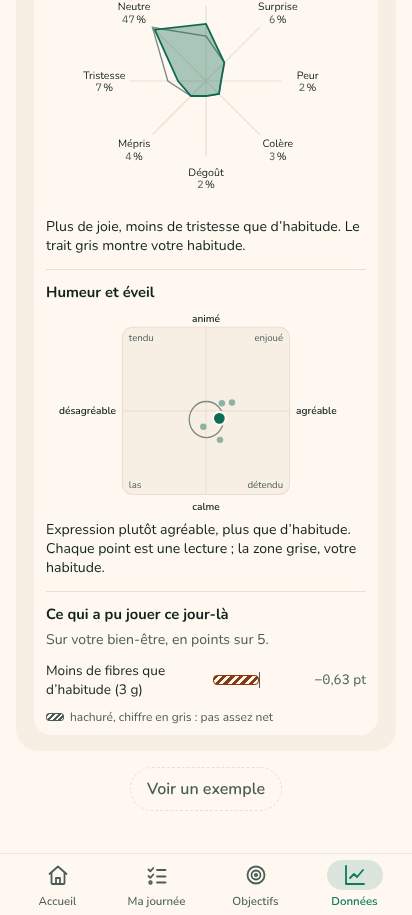 Neutre
47 %
Surprise
6 %
Tristesse
7 %
Peur
2 %
Mépris
4 %
Colère
3 %
Dégoût
2 %
Plus de joie, moins de tristesse que d’habitude. Le
trait gris montre votre habitude.
Humeur et éveil
animé
tendu
enjoué
désagréable
agréable
las
détendu
calme
Expression plutôt agréable, plus que d’habitude.
Chaque point est une lecture ; la zone grise, votre
habitude.
Ce qui a pu jouer ce jour-là
Sur votre bien-être, en points sur 5.
Moins de fibres que
d’habitude (3 g)
−0,63 pt
hachuré, chiffre en gris : pas assez net
Voir un exemple
Accueil
Ma journée
Objectifs
Données